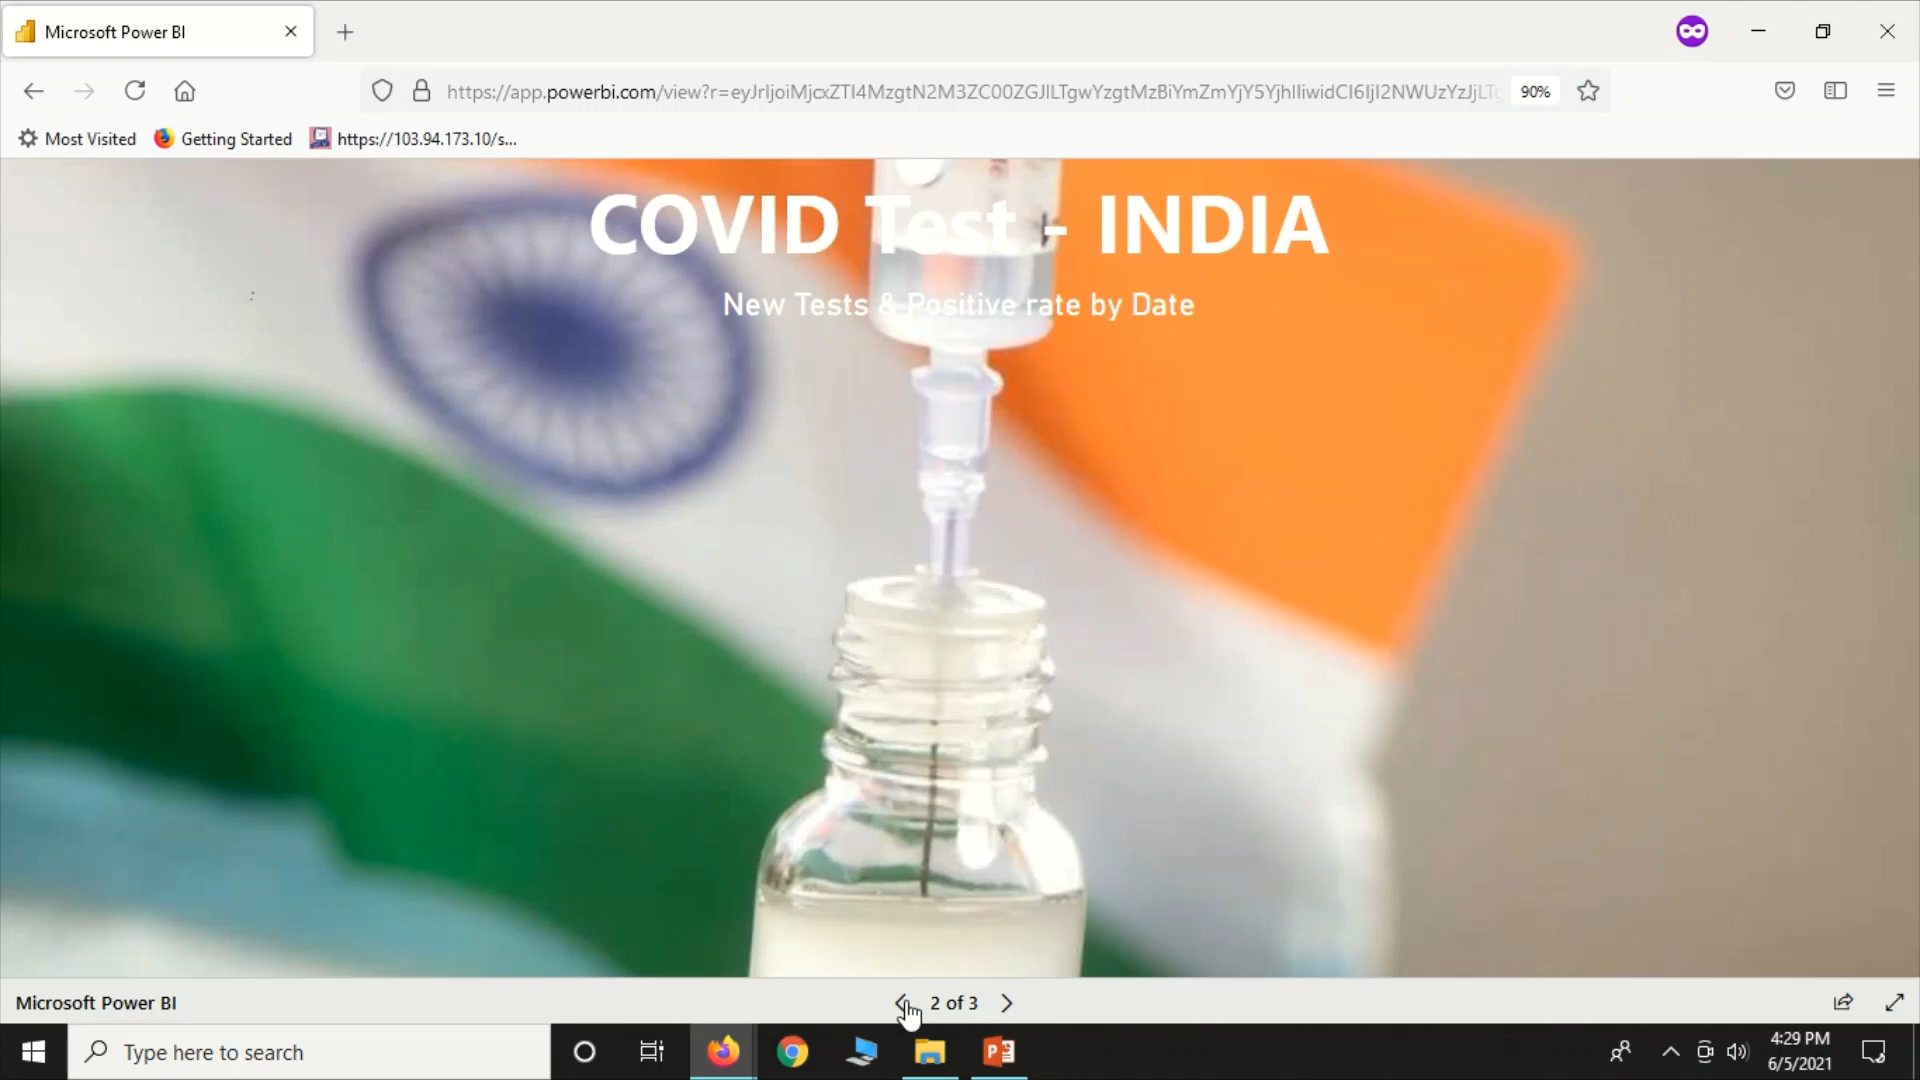 Microsoft Power BI
https://app.powerbi.com/view?r=
90%
Most Visited
Getting Started
https://103.94.173.10/s...
COVID Test - INDIA
New Tests & Positive rate by Date
Microsoft Power BI
2 of 3
Type here to search
4:29 PM
6/5/2021